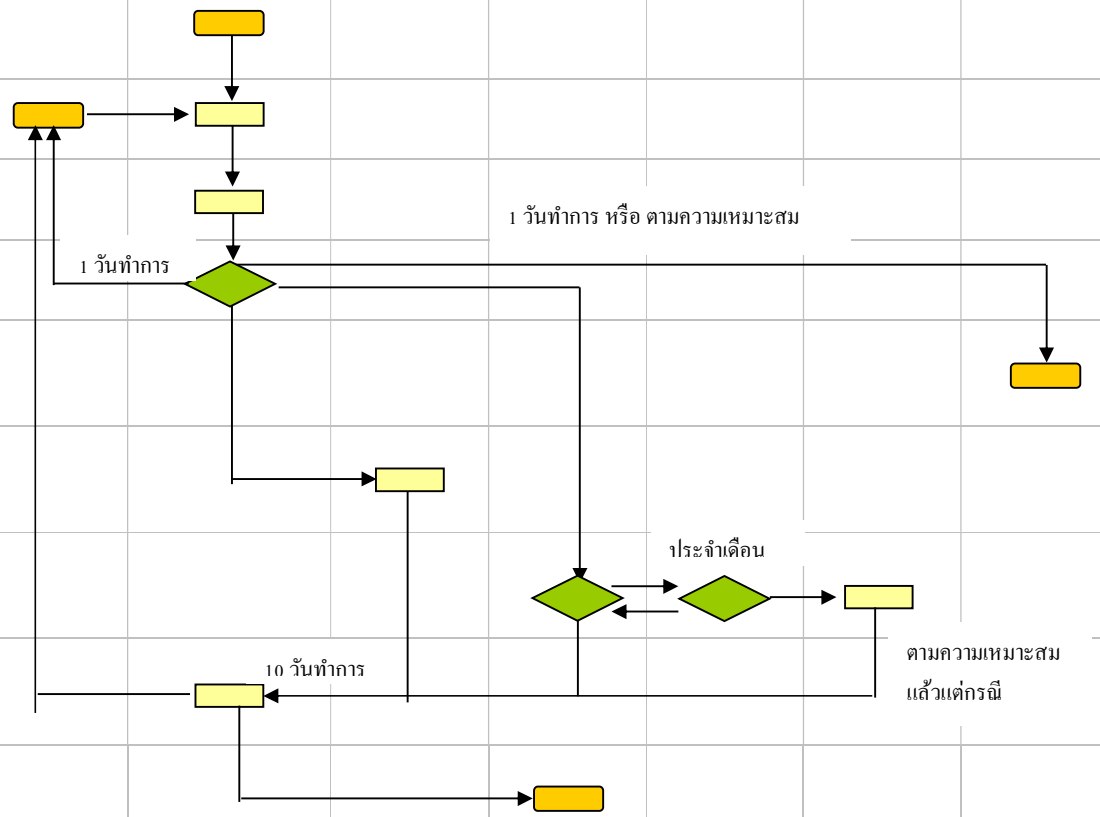 1 วันทำการ หรือ ตามความเหมาะสม
1 วันทำการ
ประจำเดือน
ตามความเหมาะสม
แล้วแต่กรณี
10 วันทำการ